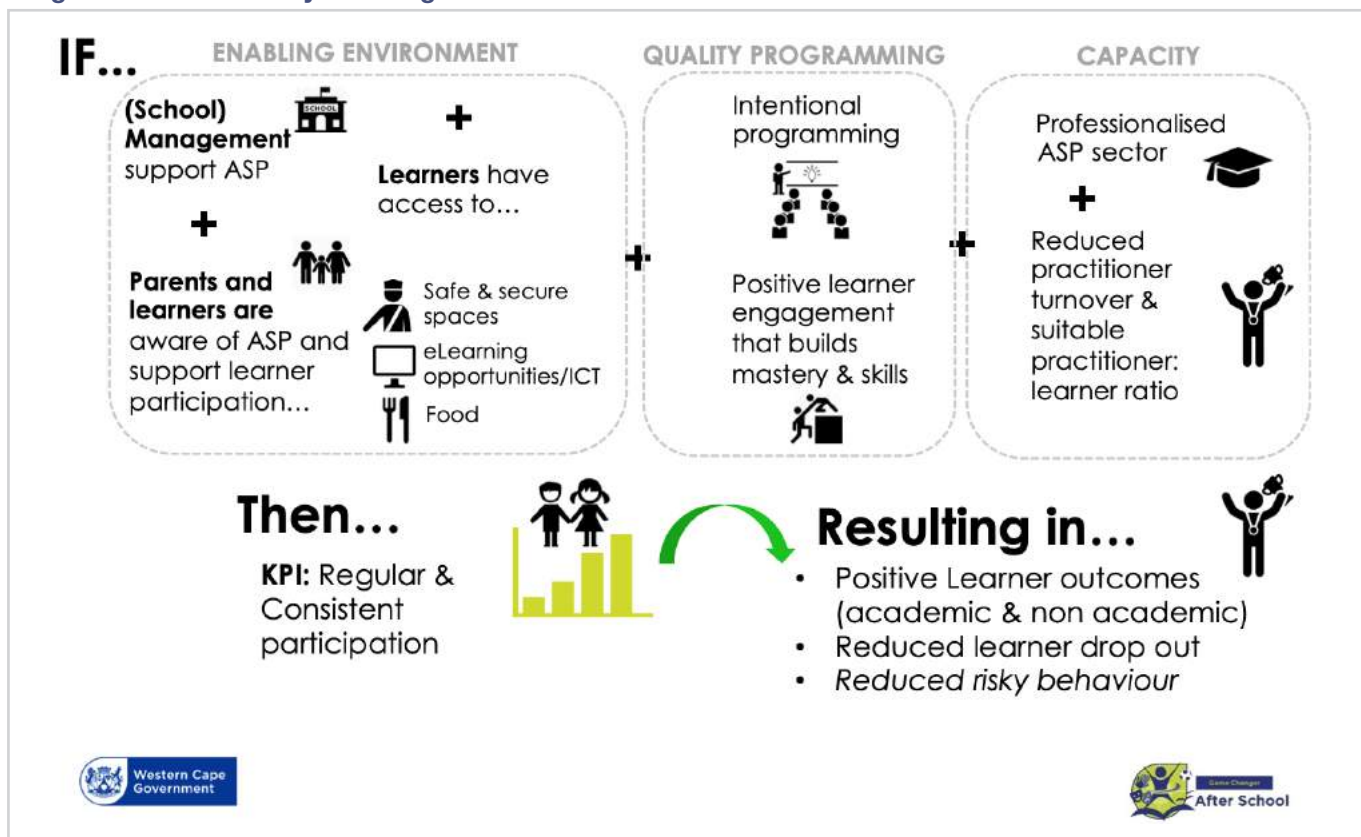 IF...
ENABLING ENVIRONMENT
(School)
Management
support ASP
SCHOOL
+
+
Learners have
access to...
Parents and
learners are
aware of ASP and
support learner
participation...
Safe & secure
spaces
eLearning
opportunities/ICT
Food
+
QUALITY PROGRAMMING
Intentional
programming
Positive learner
engagement
that builds
mastery & skills
+
CAPACITY
Professionalised
ASP sector
+
Reduced
practitioner
turnover &
suitable
practitioner:
learner ratio
Then...
KPI: Regular &
Consistent
participation
Resulting in...
• Positive Learner outcomes
(academic & non academic)
• Reduced learner drop out
• Reduced risky behaviour
Western Cape
Government
Game Changer
After School